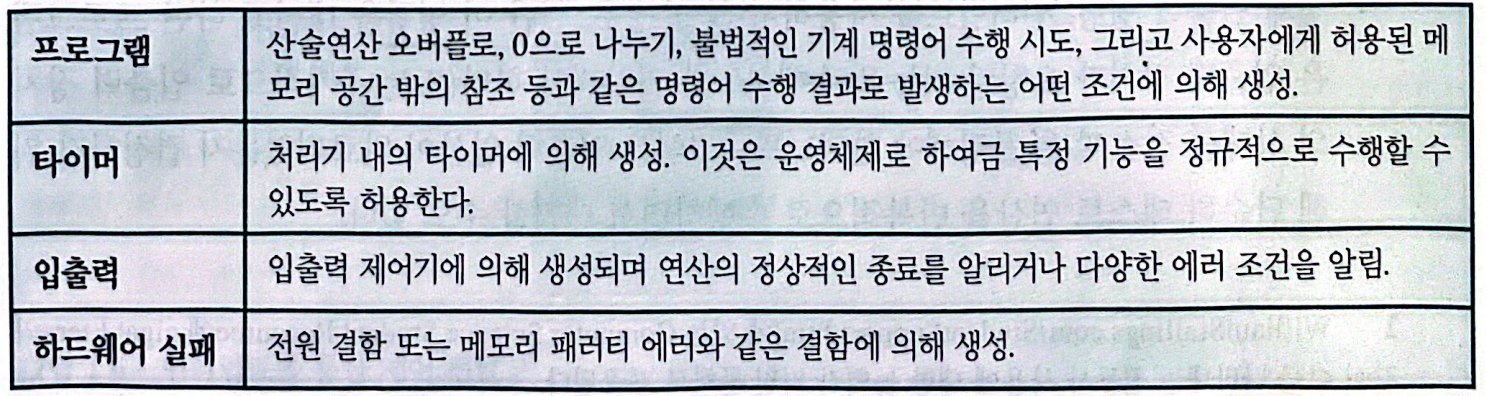 프로그램
산술연산 오버플로, 0으로 나누기, 불법적인 기계 명령어 수행 시도, 그리고 사용자에게 허용된 메
모리 공간 밖의 참조 등과 같은 명령어 수행 결과로 발생하는 어떤 조건에 의해 생성.
타이머
처리기 내의 타이머에 의해 생성. 이것은 운영체제로 하여금 특정 기능을 정규적으로 수행할 수
있도록 허용한다.
입출력
입출력 제어기에 의해 생성되며 연산의 정상적인 종료를 알리거나 다양한 에러 조건을 알림.
하드웨어 실패
전원 결함 또는 메모리 패러티 에러와 같은 결함에 의해 생성.